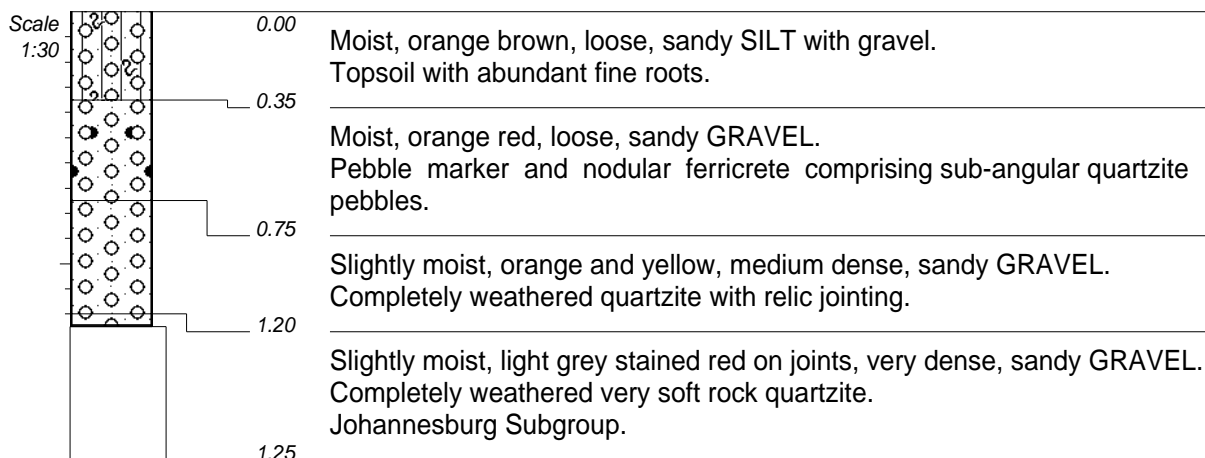 Scale
1:30
0.00
Moist, orange brown, loose, sandy SILT with gravel.
Topsoil with abundant fine roots.
0.35
Moist, orange red, loose, sandy GRAVEL.
Pebble marker and nodular ferricrete comprising sub-angular quartzite
pebbles.
0.75
Slightly moist, orange and yellow, medium dense, sandy GRAVEL.
Completely weathered quartzite with relic jointing.
1.20
Slightly moist, light grey stained red on joints, very dense, sandy GRAVEL.
Completely weathered very soft rock quartzite.
Johannesburg Subgroup.
1.25